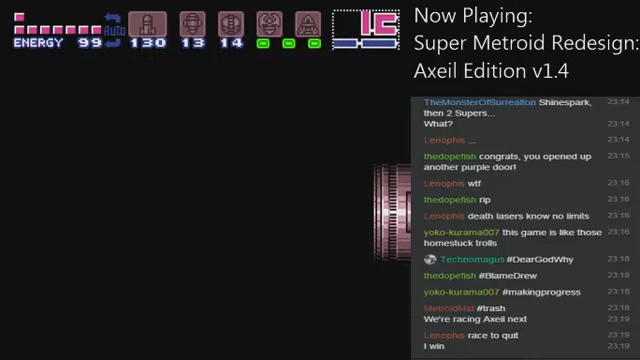 ENERGY 99 AUTO 130 13 14 0 0 0
Now Playing:
Super Metroid Redesign:
Axeil Edition v1.4
TheMonsterOfSurrealIon Shinespark, 23:14
then 2 Supers...
What? 23:14
Lenophis ... 23:14
thedopefish congrats, you opened up 23:15
another purple door!
Lenophis wtf 23:16
thedopefish rip 23:16
Lenophis death lasers know no limits 23:16
yoko-kurama007 this game is like those 23:16
homestuck trolls
Technomagus #DearGodWhy 23:18
thedopefish #BlameDrew 23:18
yoko-kurama007 #makingprogress 23:18
MetroidMst #trash 23:18
We're racing Axeil next 23:19
Lenophis race to quit 23:19
I win 23:19